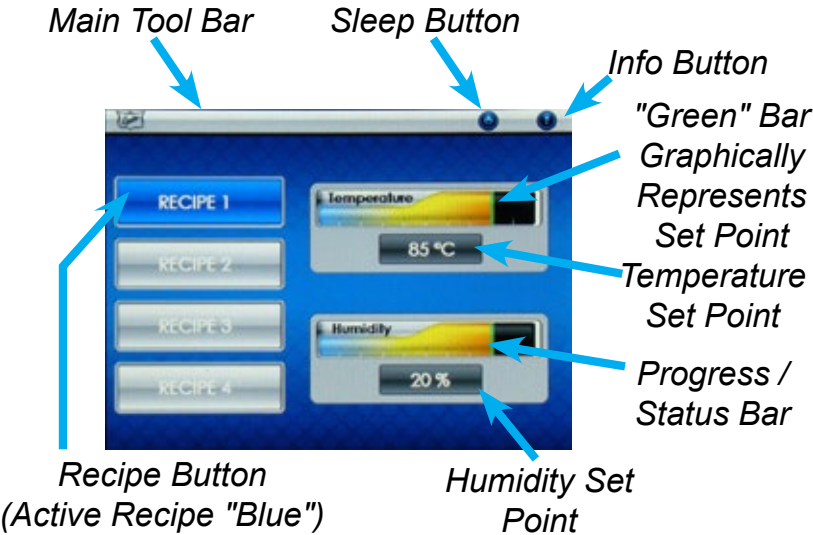 Main Tool Bar
Sleep Button
Info Button
"Green" Bar
Graphically
Represents
Set Point
Temperature
Set Point
RECIPE 1
RECIPE 2
RECIPE 3
RECIPE 4
Temperature
85 °C
Humidity
20 %
Progress /
Status Bar
Recipe Button
(Active Recipe "Blue")
Humidity Set
Point